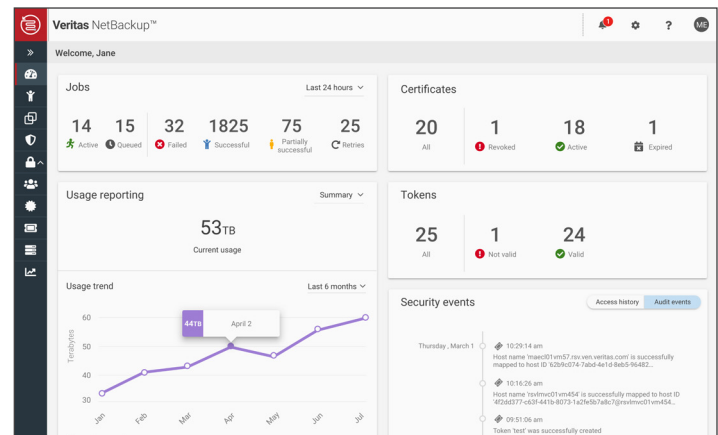 Veritas NetBackup™
1
?
ME
Welcome, Jane
Jobs
Last 24 hours
14 15 32 1825 75 25
Active Queued Failed Successful Partially successful Retries
Certificates
20 1 18 1
All Revoked Active Expired
Usage reporting
Summary
53TB
Current usage
Tokens
25 1 24
All Not valid Valid
Usage trend
Last 6 months
60
50
40
30
Terabytes
44TB April 2
Jan Feb Mar Apr May Jun Jul
Security events
Access history Audit events
Thursday , March 1
10:29:14 am
Host name 'maecl01vm57.rsv.ven.veritas.com' is successfully
mapped to host ID '62b9c074-7abd-4e1d-8eb5-96482...
10:16:26 am
Host name 'rsvlmvc01vm454' is successfully mapped to host ID
'4f2dd377-c63f-441b-8073-1a2fe5b7a8c7@rsvlmvc01vm454...
09:51:06 am
Token 'test' was successfully created